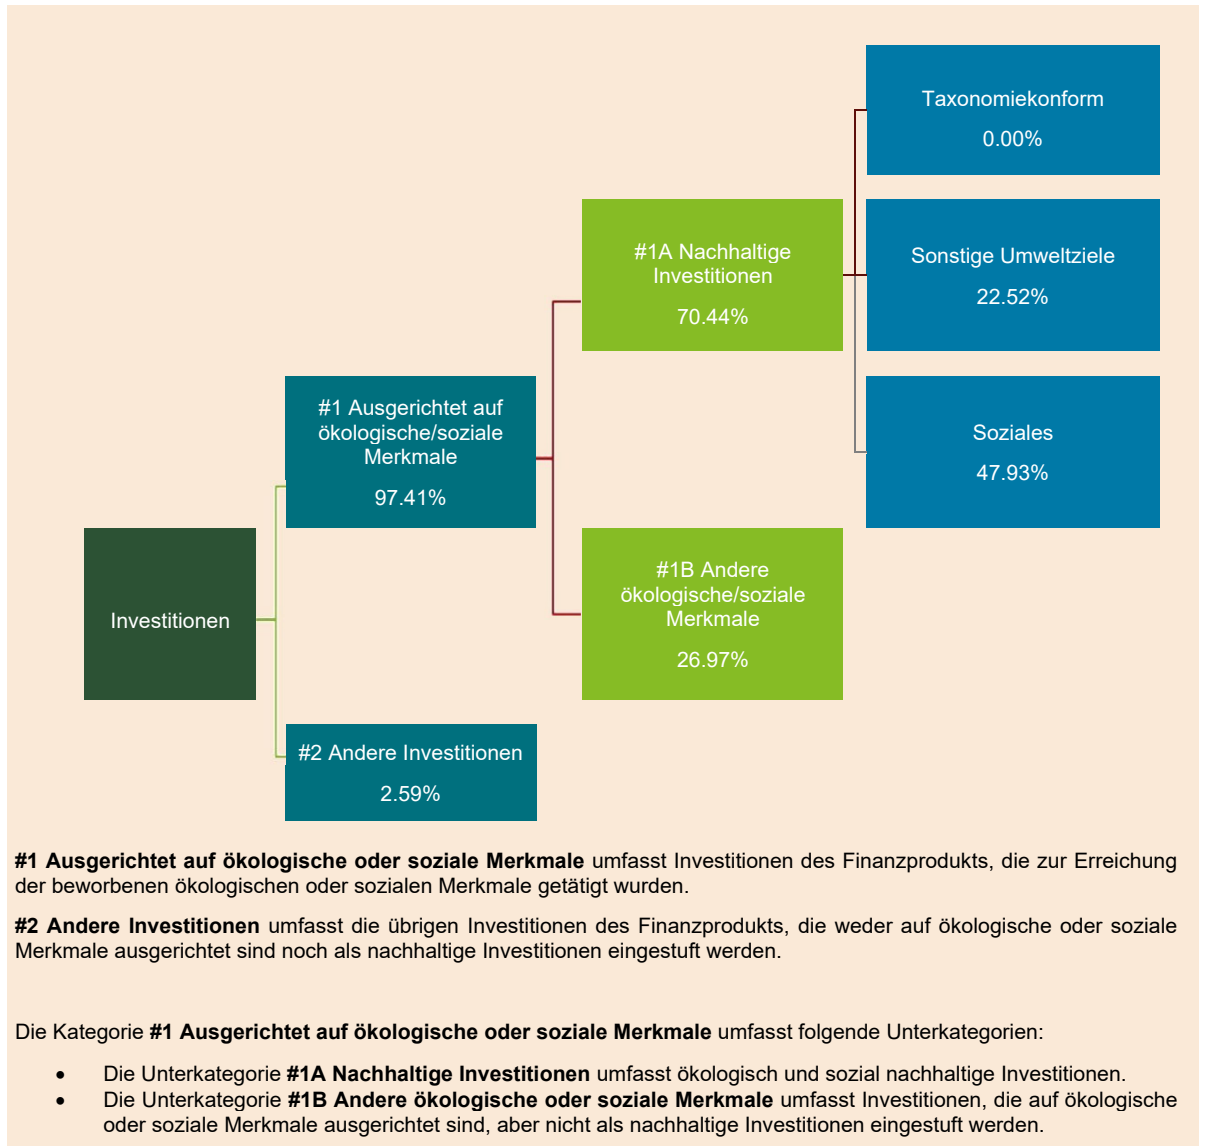 Taxonomiekonform
0.00%
#1A Nachhaltige
Investitionen
70.44%
Sonstige Umweltziele
22.52%
#1 Ausgerichtet auf
ökologische/soziale
Merkmale
97.41%
Soziales
47.93%
Investitionen
#1B Andere
ökologische/soziale
Merkmale
26.97%
#2 Andere Investitionen
2.59%
#1 Ausgerichtet auf ökologische oder soziale Merkmale umfasst Investitionen des Finanzprodukts, die zur Erreichung
der beworbenen ökologischen oder sozialen Merkmale getätigt wurden.
#2 Andere Investitionen umfasst die übrigen Investitionen des Finanzprodukts, die weder auf ökologische oder soziale
Merkmale ausgerichtet sind noch als nachhaltige Investitionen eingestuft werden.
Die Kategorie #1 Ausgerichtet auf ökologische oder soziale Merkmale umfasst folgende Unterkategorien:
• Die Unterkategorie #1A Nachhaltige Investitionen umfasst ökologisch und sozial nachhaltige Investitionen.
• Die Unterkategorie #1B Andere ökologische oder soziale Merkmale umfasst Investitionen, die auf ökologische
oder soziale Merkmale ausgerichtet sind, aber nicht als nachhaltige Investitionen eingestuft werden.